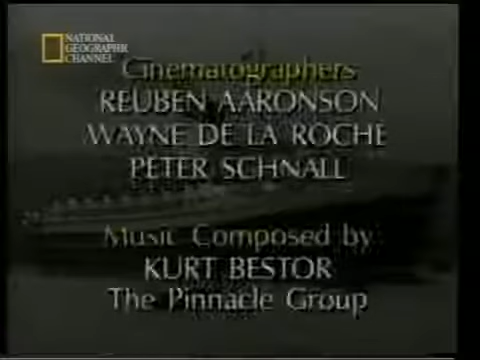 NATIONAL
GEOGRAPHIC
CHANNEL
Cinematographers
REUBEN AARONSON
WAYNE DE LA ROCHE
PETER SCHNALL
Music Composed by
KURT BESTOR
The Pinnacle Group